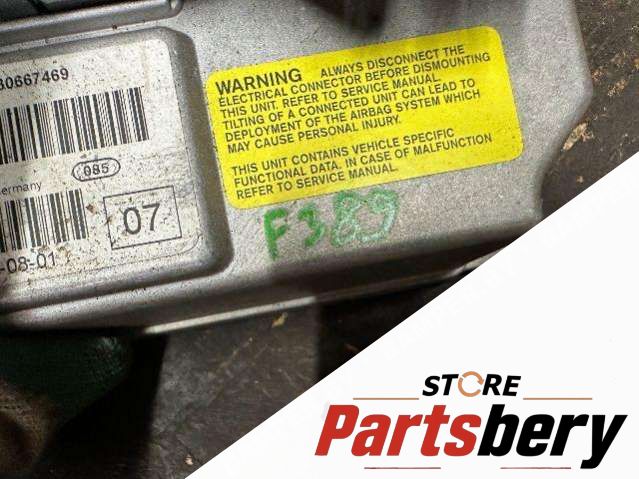 30667469
085
Germany
07
-08-01
WARNING ALWAYS DISCONNECT THE
ELECTRICAL CONNECTOR BEFORE DISMOUNTING
THIS UNIT. REFER TO SERVICE MANUAL.
TILTING OF A CONNECTED UNIT CAN LEAD TO
DEPLOYMENT OF THE AIRBAG SYSTEM WHICH
MAY CAUSE PERSONAL INJURY.
THIS UNIT CONTAINS VEHICLE SPECIFIC
FUNCTIONAL DATA. IN CASE OF MALFUNCTION
REFER TO SERVICE MANUAL.
F389
STORE
Partsbery